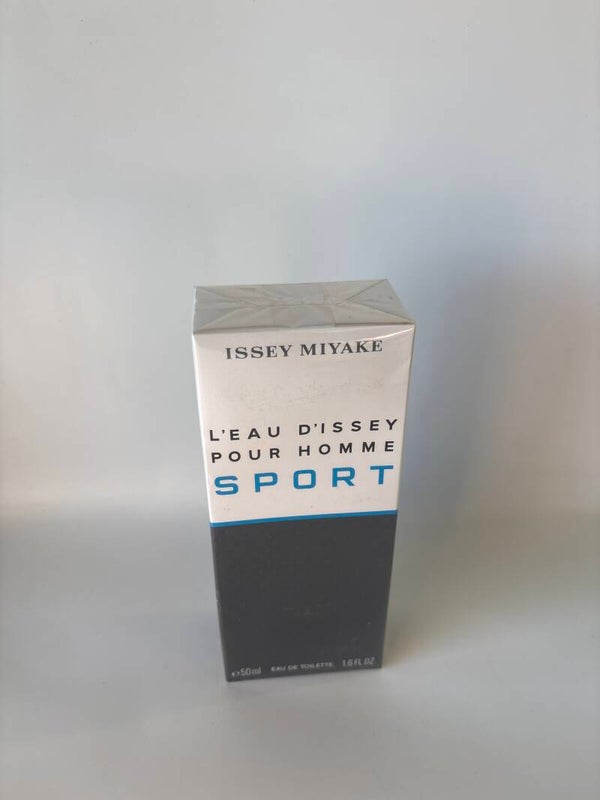 ISSEY MIYAKE
L'EAU D'ISSEY
POUR HOMME
SPORT
℮50ml EAU DE TOILETTE 1.6 FL OZ